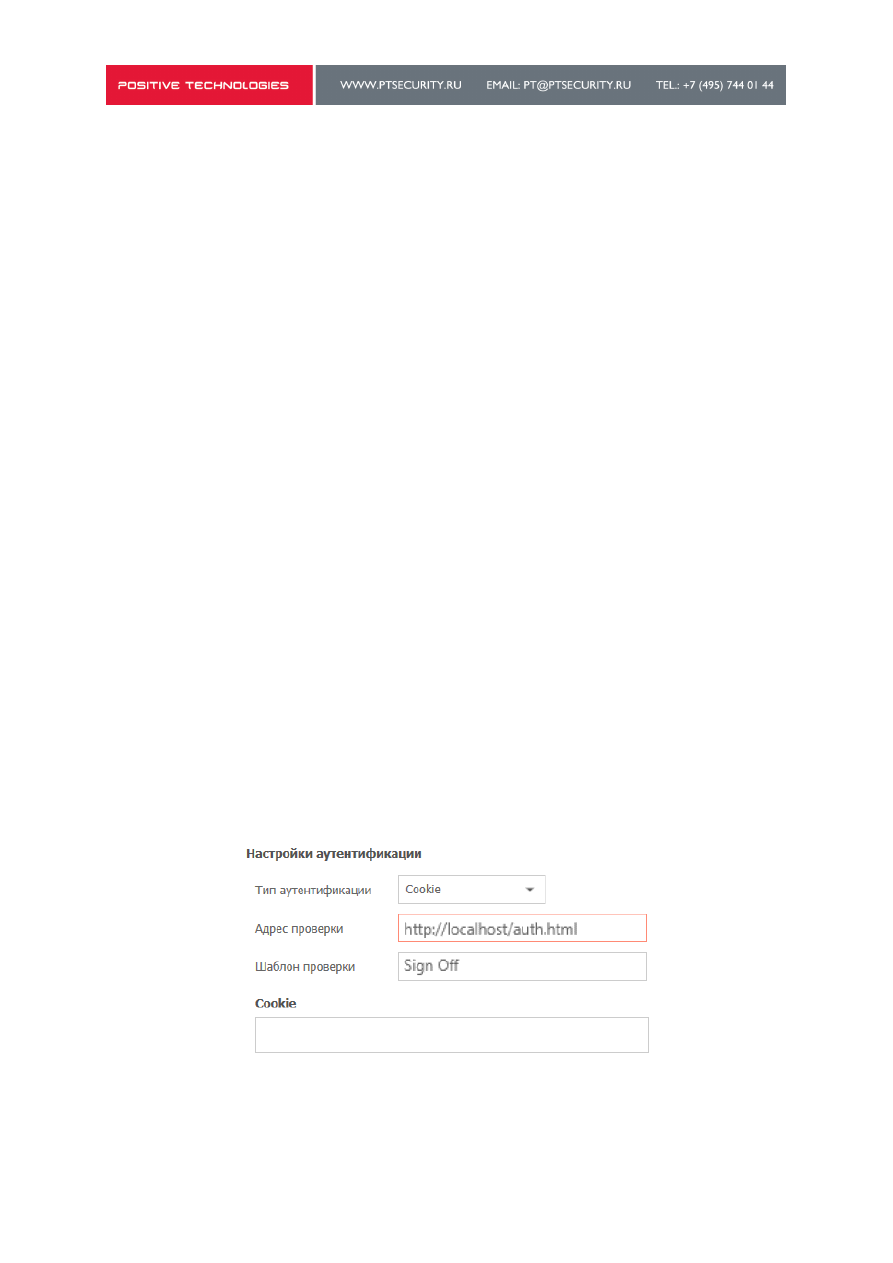 POSITIVE TECHNOLOGIES WWW.PTSECURITY.RU EMAIL: PT@PTSECURITY.RU TEL.: +7 (495) 744 01 44
Настройки аутентификации
Тип аутентификации Cookie
Адрес проверки http://localhost/auth.html
Шаблон проверки Sign Off
Cookie